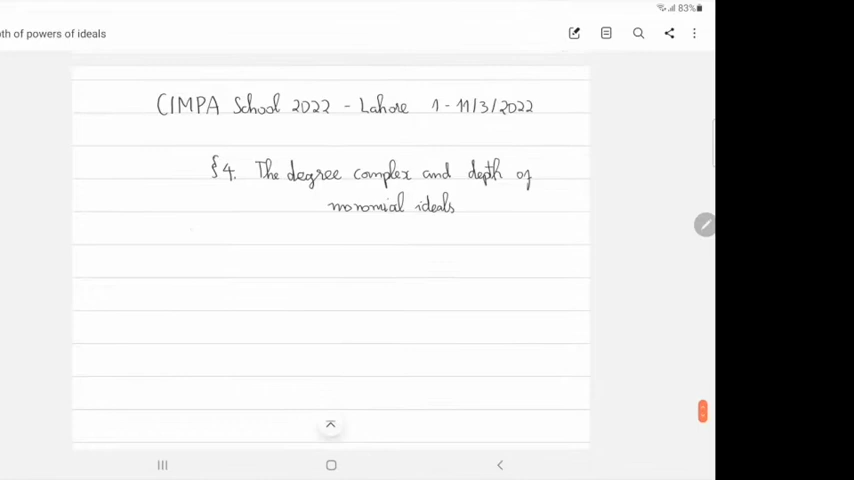 83%
th of powers of ideals
CIMPA School 2022 - Lahore 1 - 11/3/2022
§4. The degree complex and depth of
monomial ideals